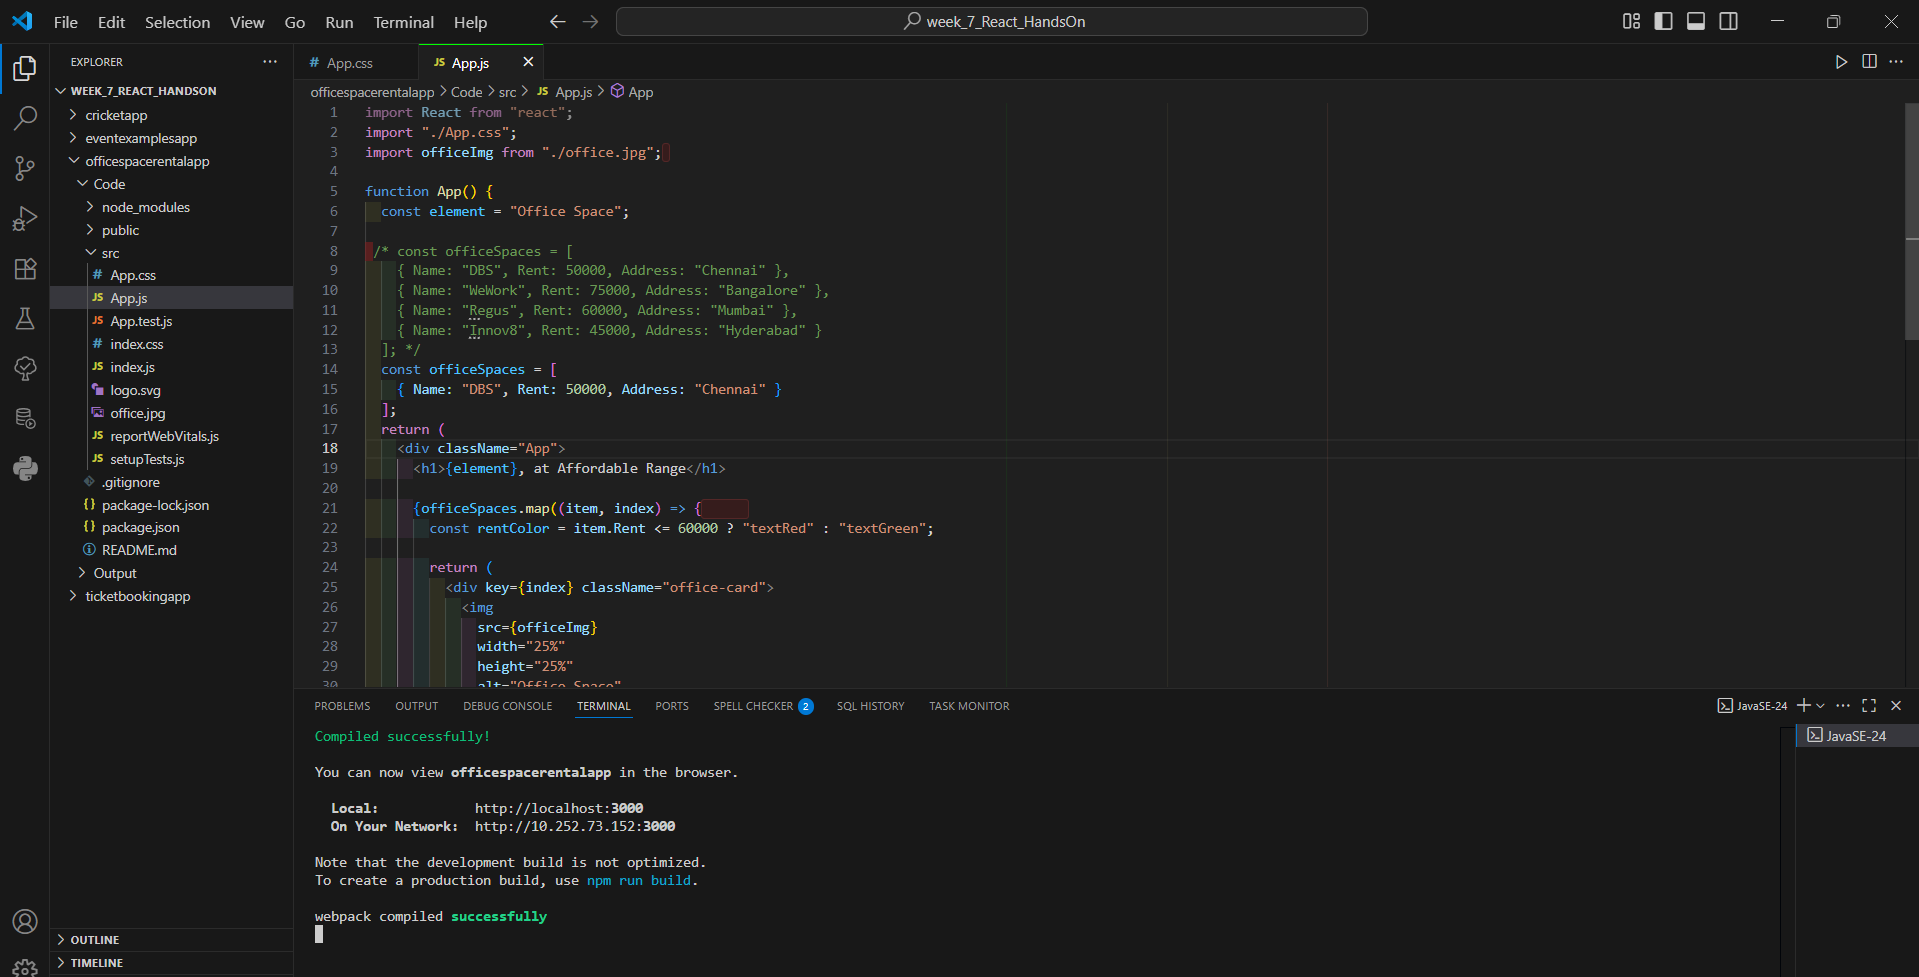 File Edit Selection View Go Run Terminal Help
week_7_React_HandsOn
EXPLORER
WEEK_7_REACT_HANDSON
cricketapp
eventexamplesapp
officespacerentalapp
Code
node_modules
public
src
# App.css
JS App.js
JS App.test.js
# index.css
JS index.js
logo.svg
office.jpg
JS reportWebVitals.js
JS setupTests.js
.gitignore
{} package-lock.json
{} package.json
README.md
Output
ticketbookingapp
OUTLINE
TIMELINE
# App.css
JS App.js
officespacerentalapp > Code > src > JS App.js > App
1 import React from "react";
2 import "./App.css";
3 import officeImg from "./office.jpg";
4
5 function App() {
6 const element = "Office Space";
7
8 /* const officeSpaces = [
9 { Name: "DBS", Rent: 50000, Address: "Chennai" },
10 { Name: "WeWork", Rent: 75000, Address: "Bangalore" },
11 { Name: "Regus", Rent: 60000, Address: "Mumbai" },
12 { Name: "Innov8", Rent: 45000, Address: "Hyderabad" }
13 ]; */
14 const officeSpaces = [
15 { Name: "DBS", Rent: 50000, Address: "Chennai" }
16 ];
17 return (
18 <div className="App">
19 <h1>{element}, at Affordable Range</h1>
20
21 {officeSpaces.map((item, index) => {
22 const rentColor = item.Rent <= 60000 ? "textRed" : "textGreen";
23
24 return (
25 <div key={index} className="office-card">
26 <img
27 src={officeImg}
28 width="25%"
29 height="25%"
30 alt="Office Space"
PROBLEMS OUTPUT DEBUG CONSOLE TERMINAL PORTS SPELL CHECKER 2 SQL HISTORY TASK MONITOR
JavaSE-24
JavaSE-24
Compiled successfully!
You can now view officespacerentalapp in the browser.
Local: http://localhost:3000
On Your Network: http://10.252.73.152:3000
Note that the development build is not optimized.
To create a production build, use npm run build.
webpack compiled successfully